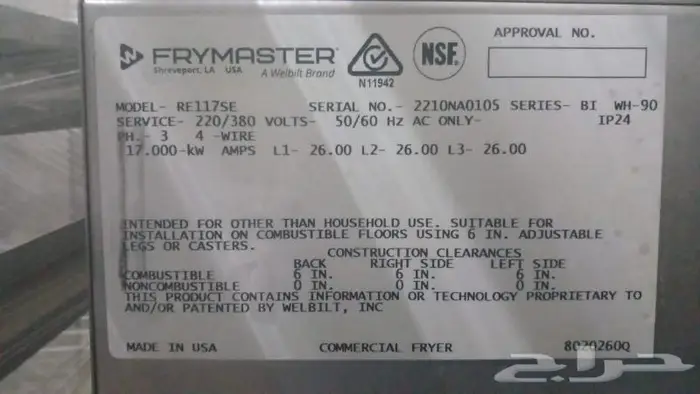 FRYMASTER
Shreveport, LA USA A Welbilt Brand
N11942
NSF
APPROVAL NO.
MODEL- RE117SE SERIAL NO.- 2210NA0105 SERIES- BI WH-90
SERVICE- 220/380 VOLTS- 50/60 Hz AC ONLY- IP24
PH.- 3 4 -WIRE
17.000-kW AMPS L1- 26.00 L2- 26.00 L3- 26.00
INTENDED FOR OTHER THAN HOUSEHOLD USE. SUITABLE FOR
INSTALLATION ON COMBUSTIBLE FLOORS USING 6 IN. ADJUSTABLE
LEGS OR CASTERS.
CONSTRUCTION CLEARANCES
BACK RIGHT SIDE LEFT SIDE
COMBUSTIBLE 6 IN. 6 IN. 6 IN.
NONCOMBUSTIBLE 0 IN. 0 IN. 0 IN.
THIS PRODUCT CONTAINS INFORMATION OR TECHNOLOGY PROPRIETARY TO
AND/OR PATENTED BY WELBILT, INC
MADE IN USA COMMERCIAL FRYER 8070260Q
حراج